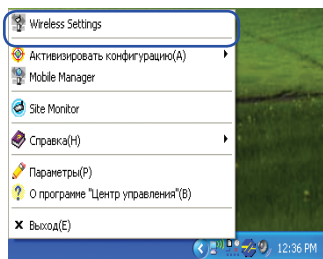 Wireless Settings
Активизировать конфигурацию(А)
Mobile Manager
Site Monitor
Справка(Н)
Параметры(Р)
О программе "Центр управления"(В)
Выход(Е)
12:36 PM